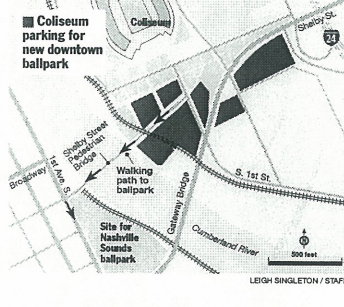 Coliseum
parking for
new downtown
ballpark
Coliseum
Shelby St.
24
Shelby Street
Pedestrian
Bridge
Broadway
1st Ave. S.
Walking
path to
ballpark
S. 1st St.
Gateway Bridge
Site for
Nashville
Sounds
ballpark
Cumberland River
N
500 feet
LEIGH SINGLETON / STAFF